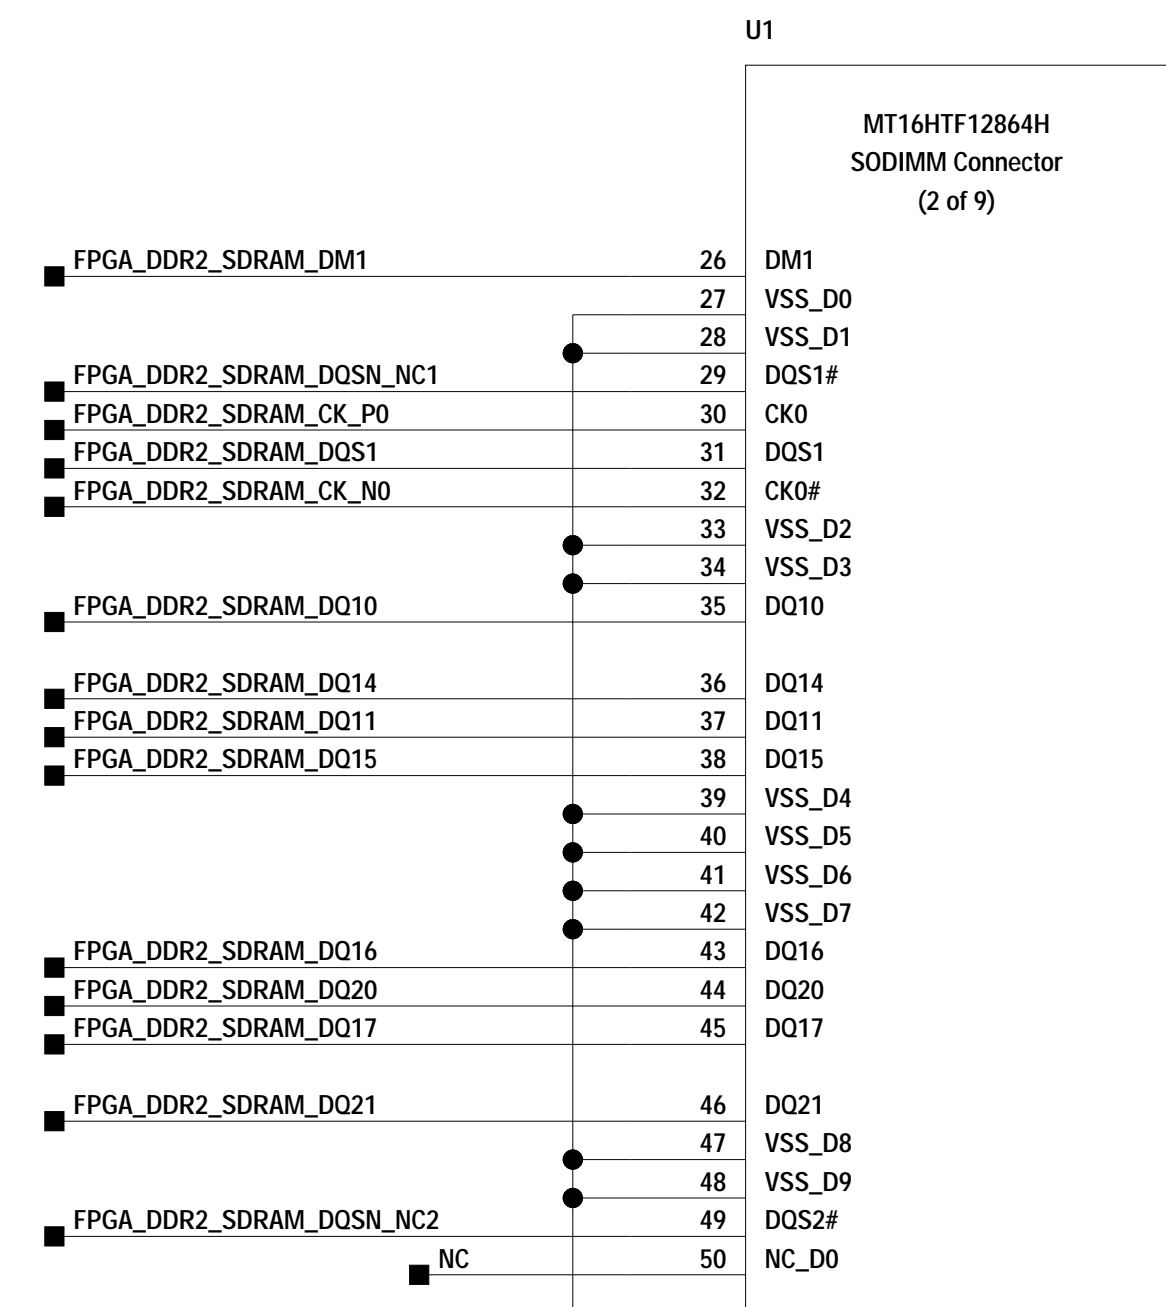 U1
MT16HTF12864H
SODIMM Connector
(2 of 9)
FPGA_DDR2_SDRAM_DM1 26 DM1
27 VSS_D0
28 VSS_D1
FPGA_DDR2_SDRAM_DQSN_NC1 29 DQS1#
FPGA_DDR2_SDRAM_CK_P0 30 CK0
FPGA_DDR2_SDRAM_DQS1 31 DQS1
FPGA_DDR2_SDRAM_CK_N0 32 CK0#
33 VSS_D2
34 VSS_D3
FPGA_DDR2_SDRAM_DQ10 35 DQ10
FPGA_DDR2_SDRAM_DQ14 36 DQ14
FPGA_DDR2_SDRAM_DQ11 37 DQ11
FPGA_DDR2_SDRAM_DQ15 38 DQ15
39 VSS_D4
40 VSS_D5
41 VSS_D6
42 VSS_D7
FPGA_DDR2_SDRAM_DQ16 43 DQ16
FPGA_DDR2_SDRAM_DQ20 44 DQ20
FPGA_DDR2_SDRAM_DQ17 45 DQ17
FPGA_DDR2_SDRAM_DQ21 46 DQ21
47 VSS_D8
48 VSS_D9
FPGA_DDR2_SDRAM_DQSN_NC2 49 DQS2#
NC 50 NC_D0